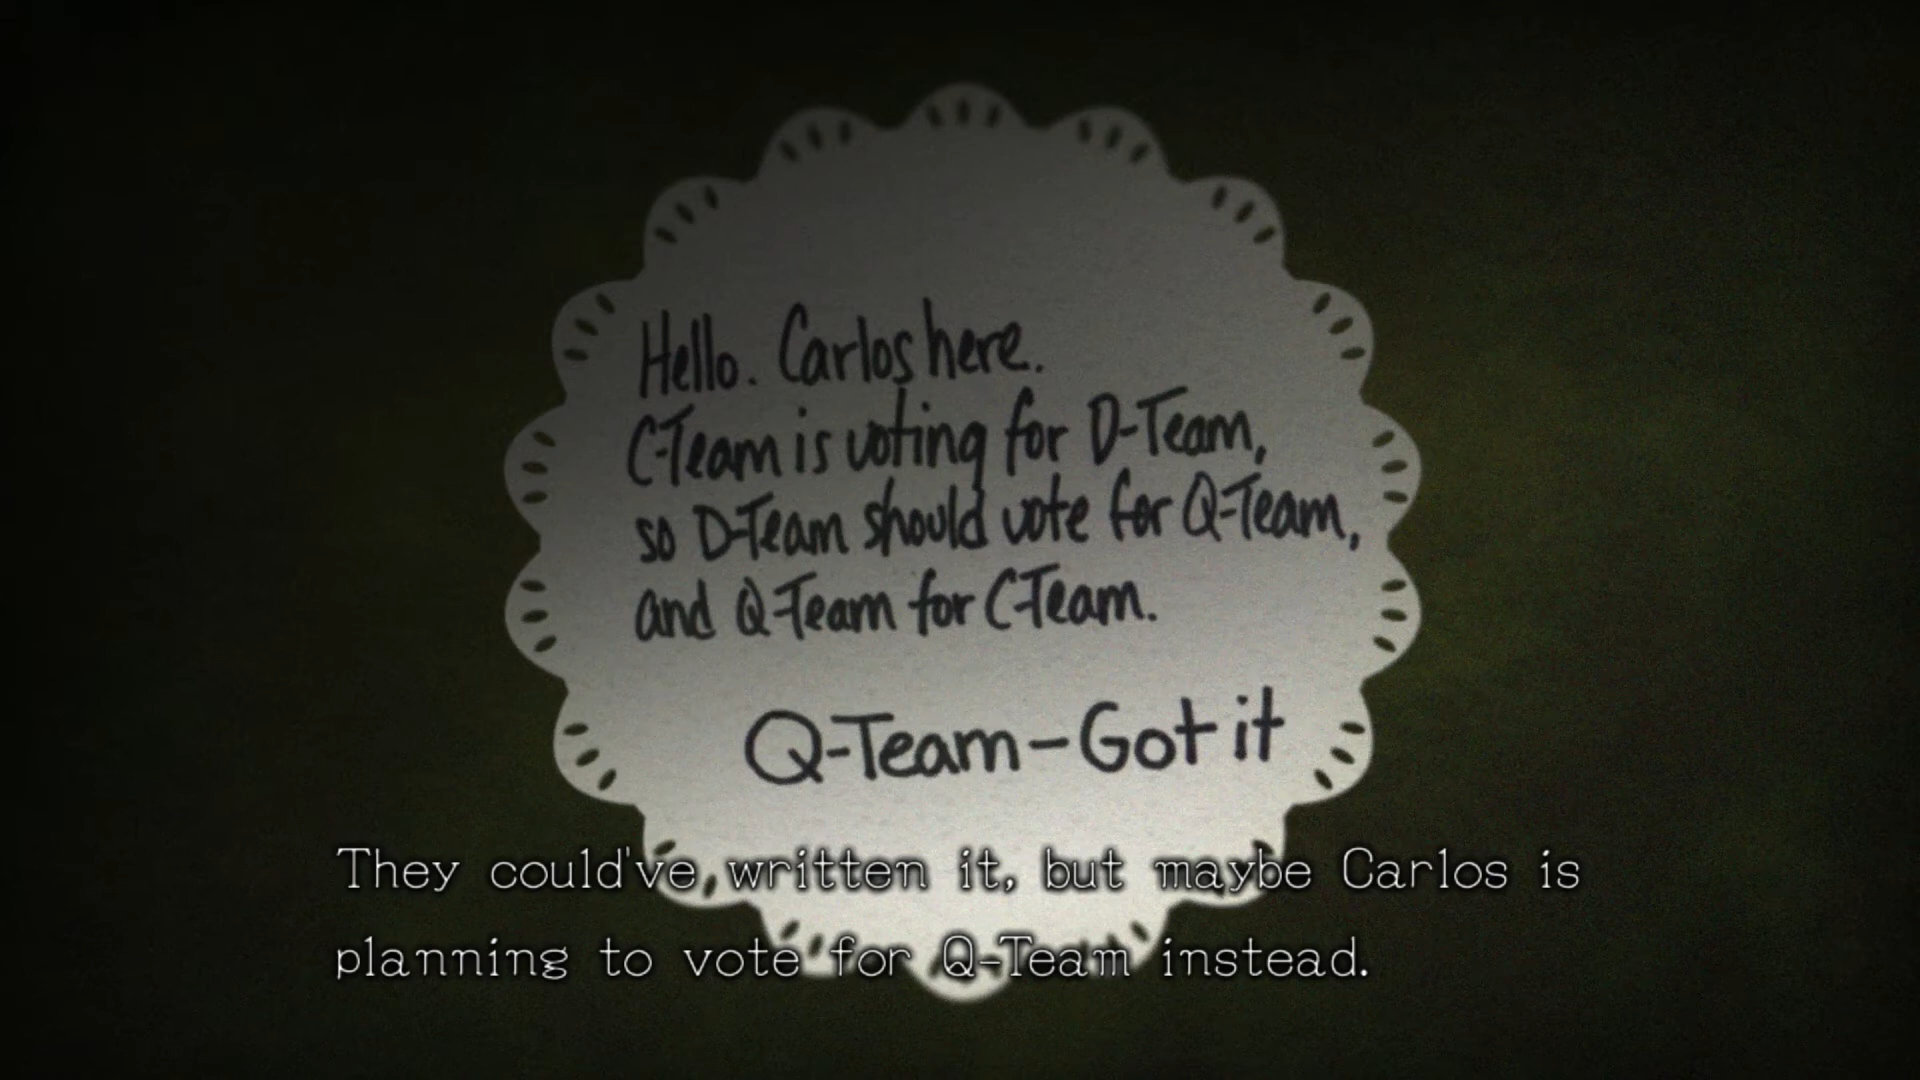 Hello. Carlos here.
C-Team is voting for D-Team,
so D-Team should vote for Q-Team,
and Q-Team for C-Team.
Q-Team-Got it
They could've written it, but maybe Carlos is
planning to vote for Q-Team instead.